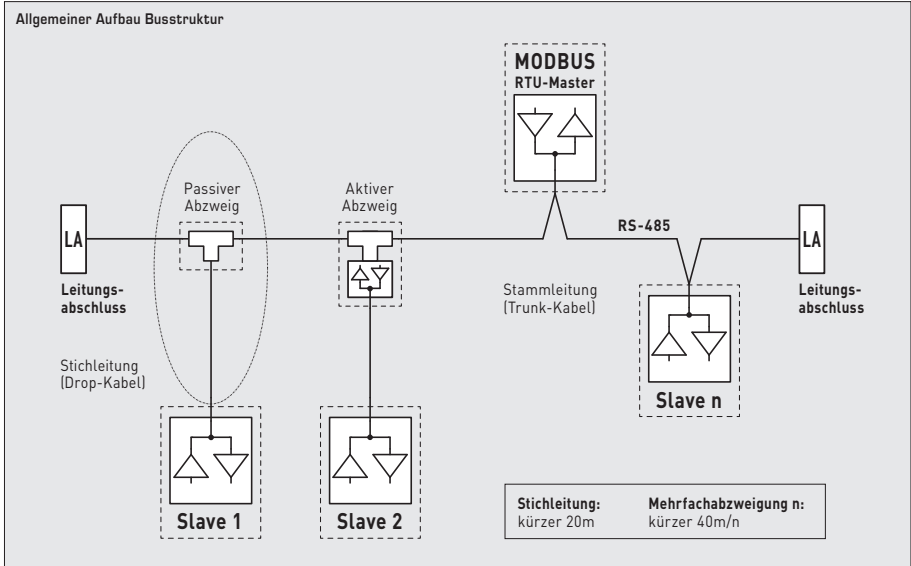 Allgemeiner Aufbau Busstruktur
MODBUS
RTU-Master
Passiver
Abzweig
Aktiver
Abzweig
LA
RS-485
LA
Leitungs-
abschluss
Stammleitung
(Trunk-Kabel)
Leitungs-
abschluss
Stichleitung
(Drop-Kabel)
Slave n
Slave 1
Slave 2
Stichleitung:
kürzer 20m
Mehrfachabzweigung n:
kürzer 40m/n